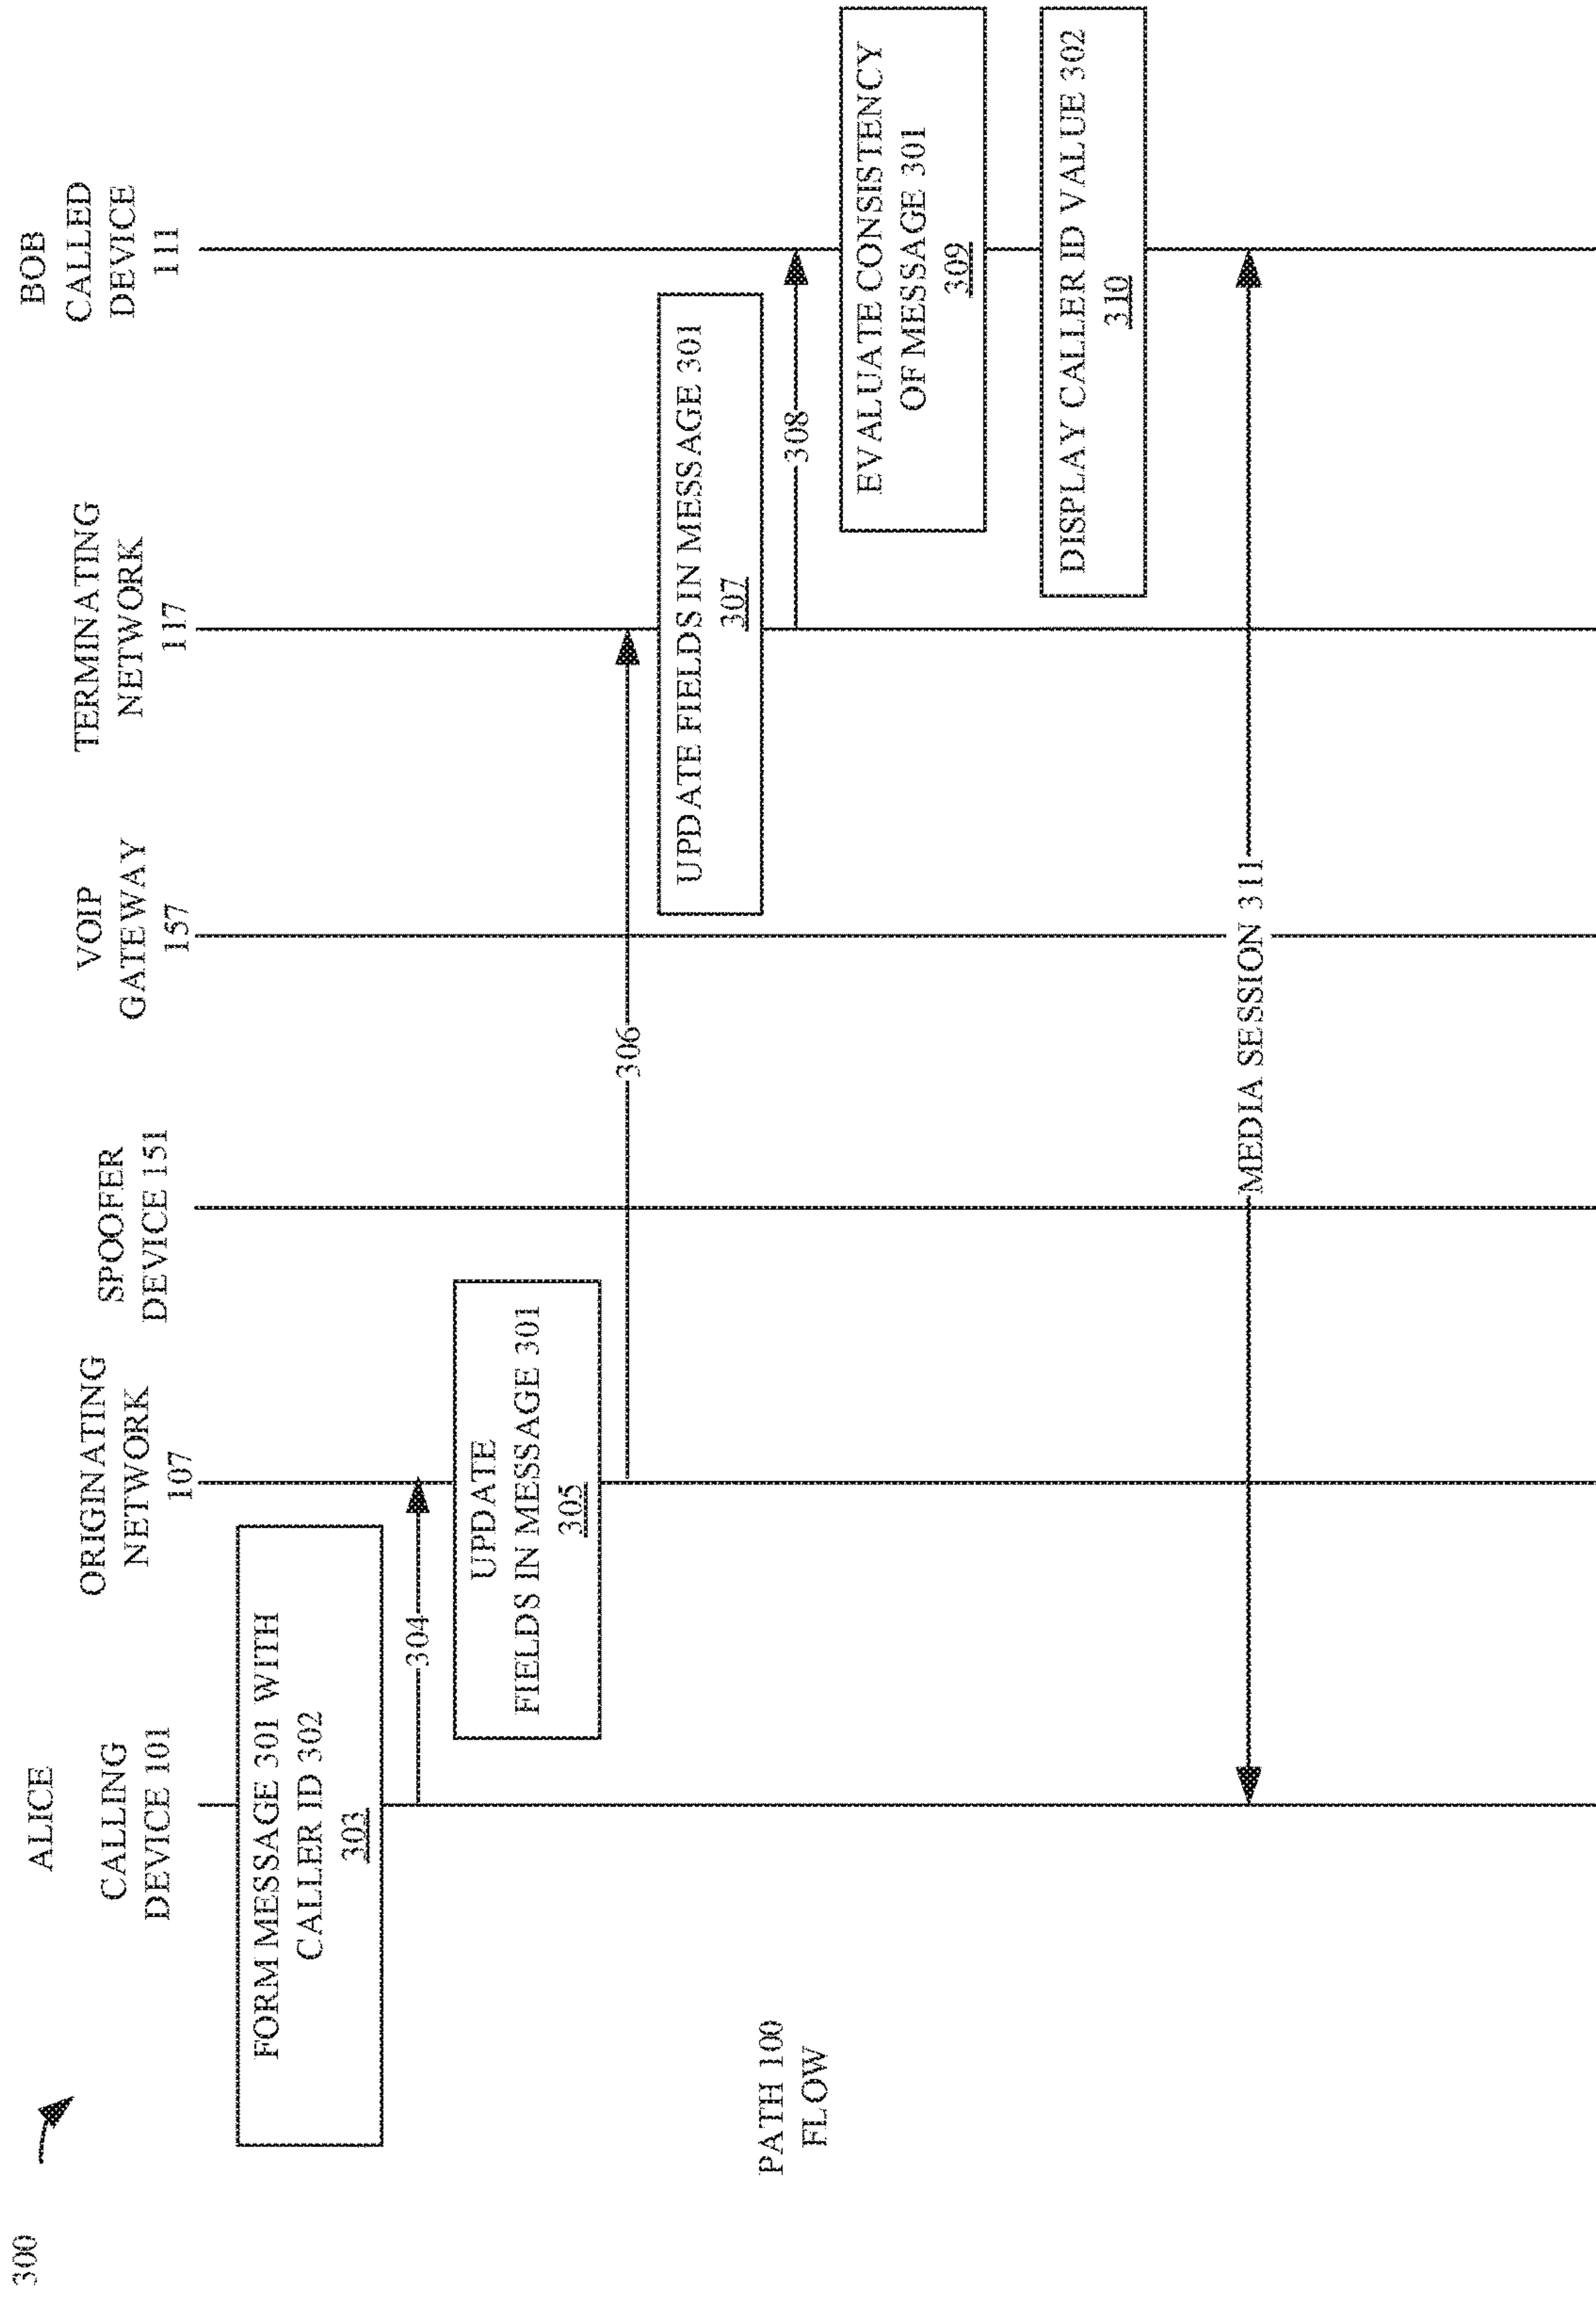 300
ALICE
CALLING
DEVICE 101
ORIGINATING
NETWORK
107
SPOOFER
DEVICE 151
VOIP
GATEWAY
157
TERMINATING
NETWORK
117
BOB
CALLED
DEVICE
111
FORM MESSAGE 301 WITH
CALLER ID 302
303
304
UPDATE
FIELDS IN MESSAGE 301
305
306
UPDATE FIELDS IN MESSAGE 301
307
308
EVALUATE CONSISTENCY
OF MESSAGE 301
309
DISPLAY CALLER ID VALUE 302
310
MEDIA SESSION 311
PATH 100
FLOW